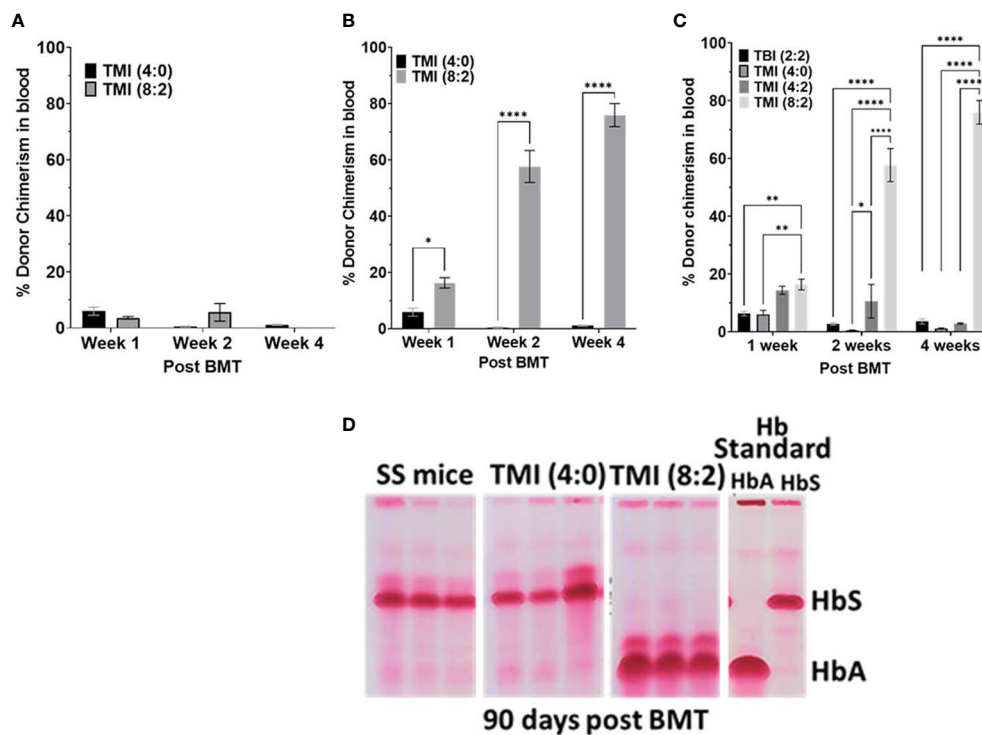 A
% Donor Chimerism in blood
100
80
60
40
20
0
TMI (4:0)
TMI (8:2)
Week 1 Week 2 Week 4
Post BMT
B
% Donor Chimerism in blood
100
80
60
40
20
0
TMI (4:0)
TMI (8:2)
*
****
****
Week 1 Week 2 Week 4
Post BMT
C
% Donor chimerism in blood
100
80
60
40
20
0
TBI (2:2)
TMI (4:0)
TMI (4:2)
TMI (8:2)
**
**
****
****
****
*
****
****
****
1 week 2 weeks 4 weeks
Post BMT
D
Hb
Standard
SS mice TMI (4:0) TMI (8:2) HbA HbS
HbS
HbA
90 days post BMT